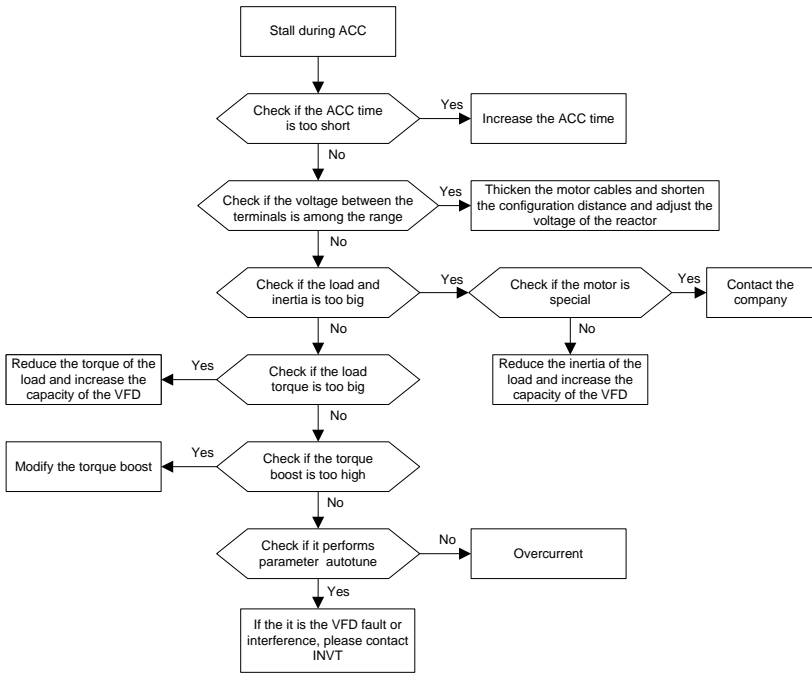 Stall during ACC
Check if the ACC time
is too short
Yes
Increase the ACC time
No
Check if the voltage between the
terminals is among the range
Yes
Thicken the motor cables and shorten
the configuration distance and adjust the
voltage of the reactor
No
Check if the load and
inertia is too big
Yes
Check if the motor is
special
Yes
Contact the
company
No
No
Reduce the inertia of the
load and increase the
capacity of the VFD
Reduce the torque of the
load and increase the
capacity of the VFD
Yes
Check if the load
torque is too big
No
Modify the torque boost
Yes
Check if the torque
boost is too high
No
Check if it performs
parameter autotune
No
Overcurrent
Yes
If the it is the VFD fault or
interference, please contact
INVT